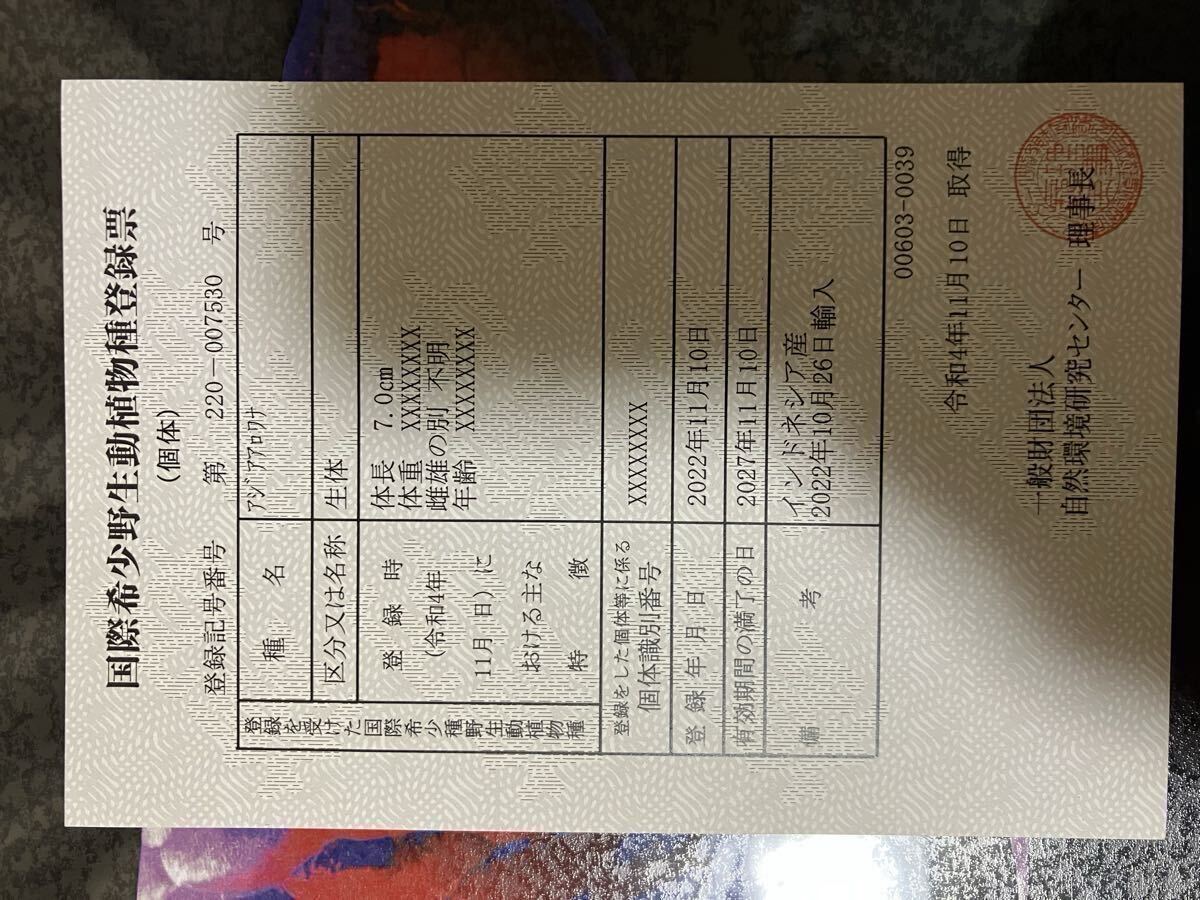 国際希少野生動植物種登録票
(個体)
登録記号番号 第 220-007530 号
登録を受けた国際希少種野生動植物種
種 名 ｱｼﾞｱｱﾛﾜﾅ
区分又は名称 生体
登録時
(令和4年
11月 日)に
おける主な
特 徴
体長 7.0cm
体重 XXXXXXXX
雌雄の別 不明
年齢 XXXXXXXX
登録をした個体等に係る
個体識別番号 XXXXXXXX
登録年月日 2022年11月10日
有効期間の満了の日 2027年11月10日
備 考
インドネシア産
2022年10月26日輸入
00603-0039
令和4年11月10日 取得
一般財団法人
自然環境研究センター 理事長